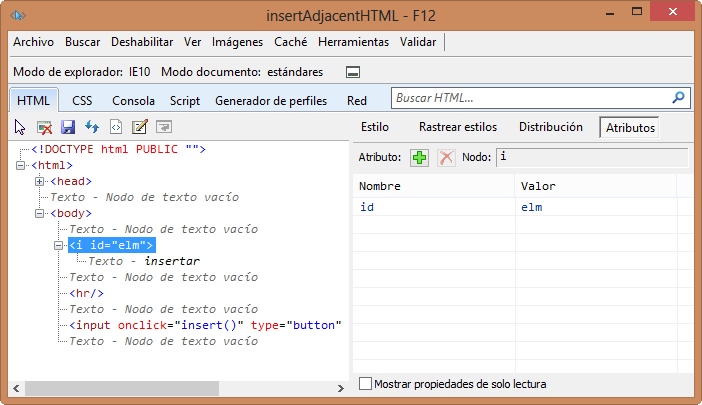 insertAdjacentHTML - F12
Archivo Buscar Deshabilitar Ver Imágenes Caché Herramientas Validar
Modo de explorador: IE10 Modo documento: estándares
HTML CSS Consola Script Generador de perfiles Red Buscar HTML...
Estilo Rastrear estilos Distribución Atributos
<!DOCTYPE html PUBLIC "">
<html>
<head>
Texto - Nodo de texto vacío
<body>
Texto - Nodo de texto vacío
<i id="elm">
Texto - insertar
Texto - Nodo de texto vacío
<hr/>
Texto - Nodo de texto vacío
<input onclick="insert()" type="button"
Texto - Nodo de texto vacío
Atributo: Nodo: i
Nombre Valor
id elm
Mostrar propiedades de solo lectura